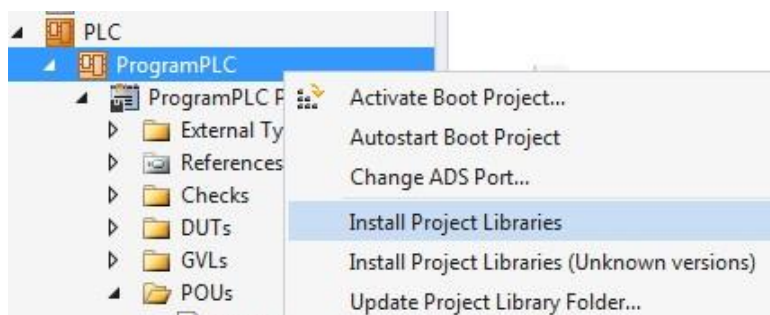 PLC
ProgramPLC
ProgramPLC P
External Ty
References
Checks
DUTs
GVLs
POUs
Activate Boot Project...
Autostart Boot Project
Change ADS Port...
Install Project Libraries
Install Project Libraries (Unknown versions)
Update Project Library Folder...